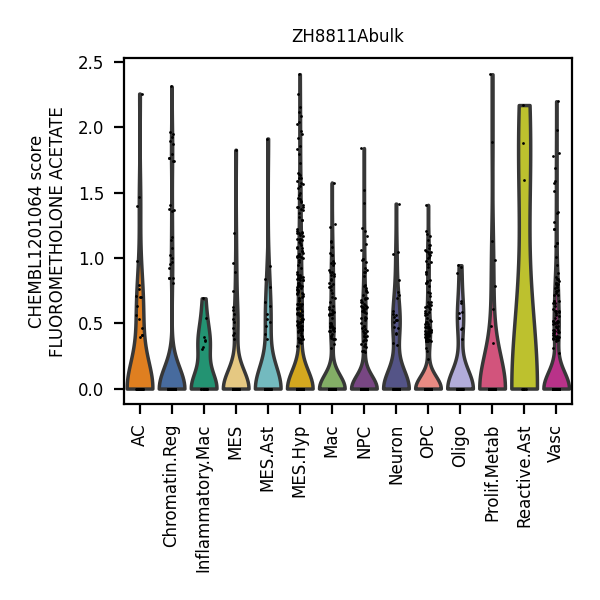 ZH8811Abulk
CHEMBL1201064 score
FLUOROMETHOLONE ACETATE
2.5
2.0
1.5
1.0
0.5
0.0
AC
Chromatin.Reg
Inflammatory.Mac
MES
MES.Ast
MES.Hyp
Mac
NPC
Neuron
OPC
Oligo
Prolif.Metab
Reactive.Ast
Vasc